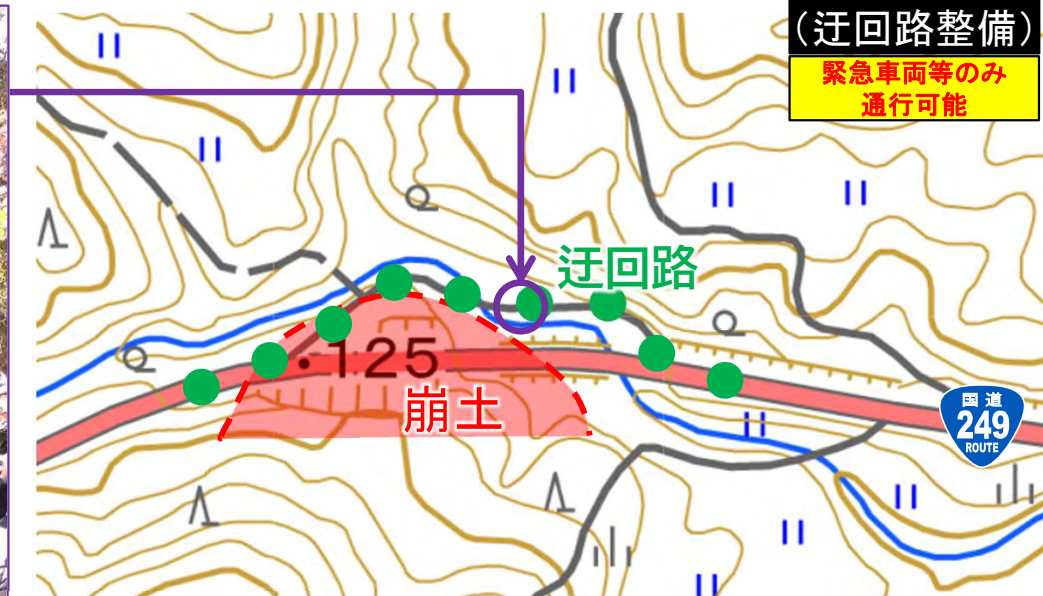 （迂回路整備）
緊急車両等のみ
通行可能
迂回路
・125
崩土
国道
249
ROUTE